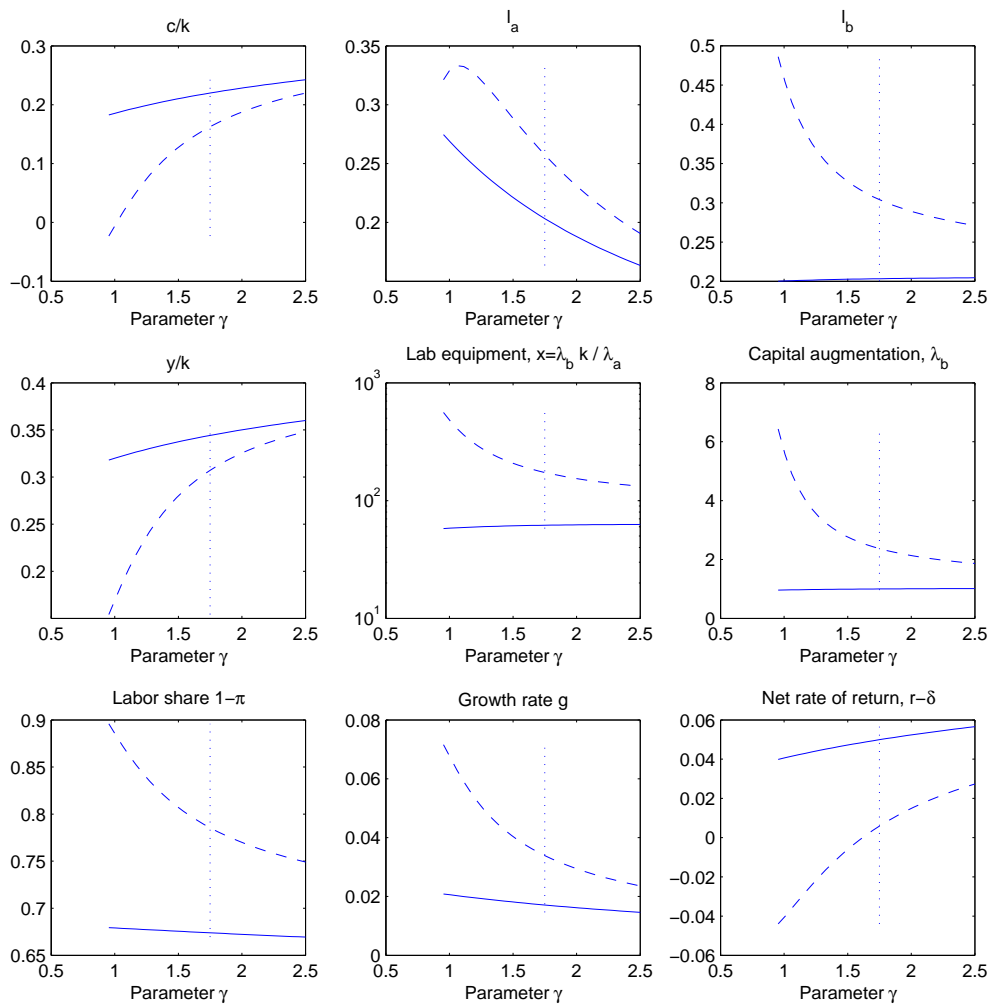 c/k
0.3
0.2
0.1
0
−0.1
0.5 1 1.5 2 2.5
Parameter γ
l_a
0.35
0.3
0.25
0.2
0.5 1 1.5 2 2.5
Parameter γ
l_b
0.5
0.45
0.4
0.35
0.3
0.25
0.2
0.5 1 1.5 2 2.5
Parameter γ
y/k
0.4
0.35
0.3
0.25
0.2
0.5 1 1.5 2 2.5
Parameter γ
Lab equipment, x=λ_b k / λ_a
10^3
10^2
10^1
0.5 1 1.5 2 2.5
Parameter γ
Capital augmentation, λ_b
8
6
4
2
0
0.5 1 1.5 2 2.5
Parameter γ
Labor share 1−π
0.9
0.85
0.8
0.75
0.7
0.65
0.5 1 1.5 2 2.5
Parameter γ
Growth rate g
0.08
0.06
0.04
0.02
0
0.5 1 1.5 2 2.5
Parameter γ
Net rate of return, r−δ
0.06
0.04
0.02
0
−0.02
−0.04
−0.06
0.5 1 1.5 2 2.5
Parameter γ